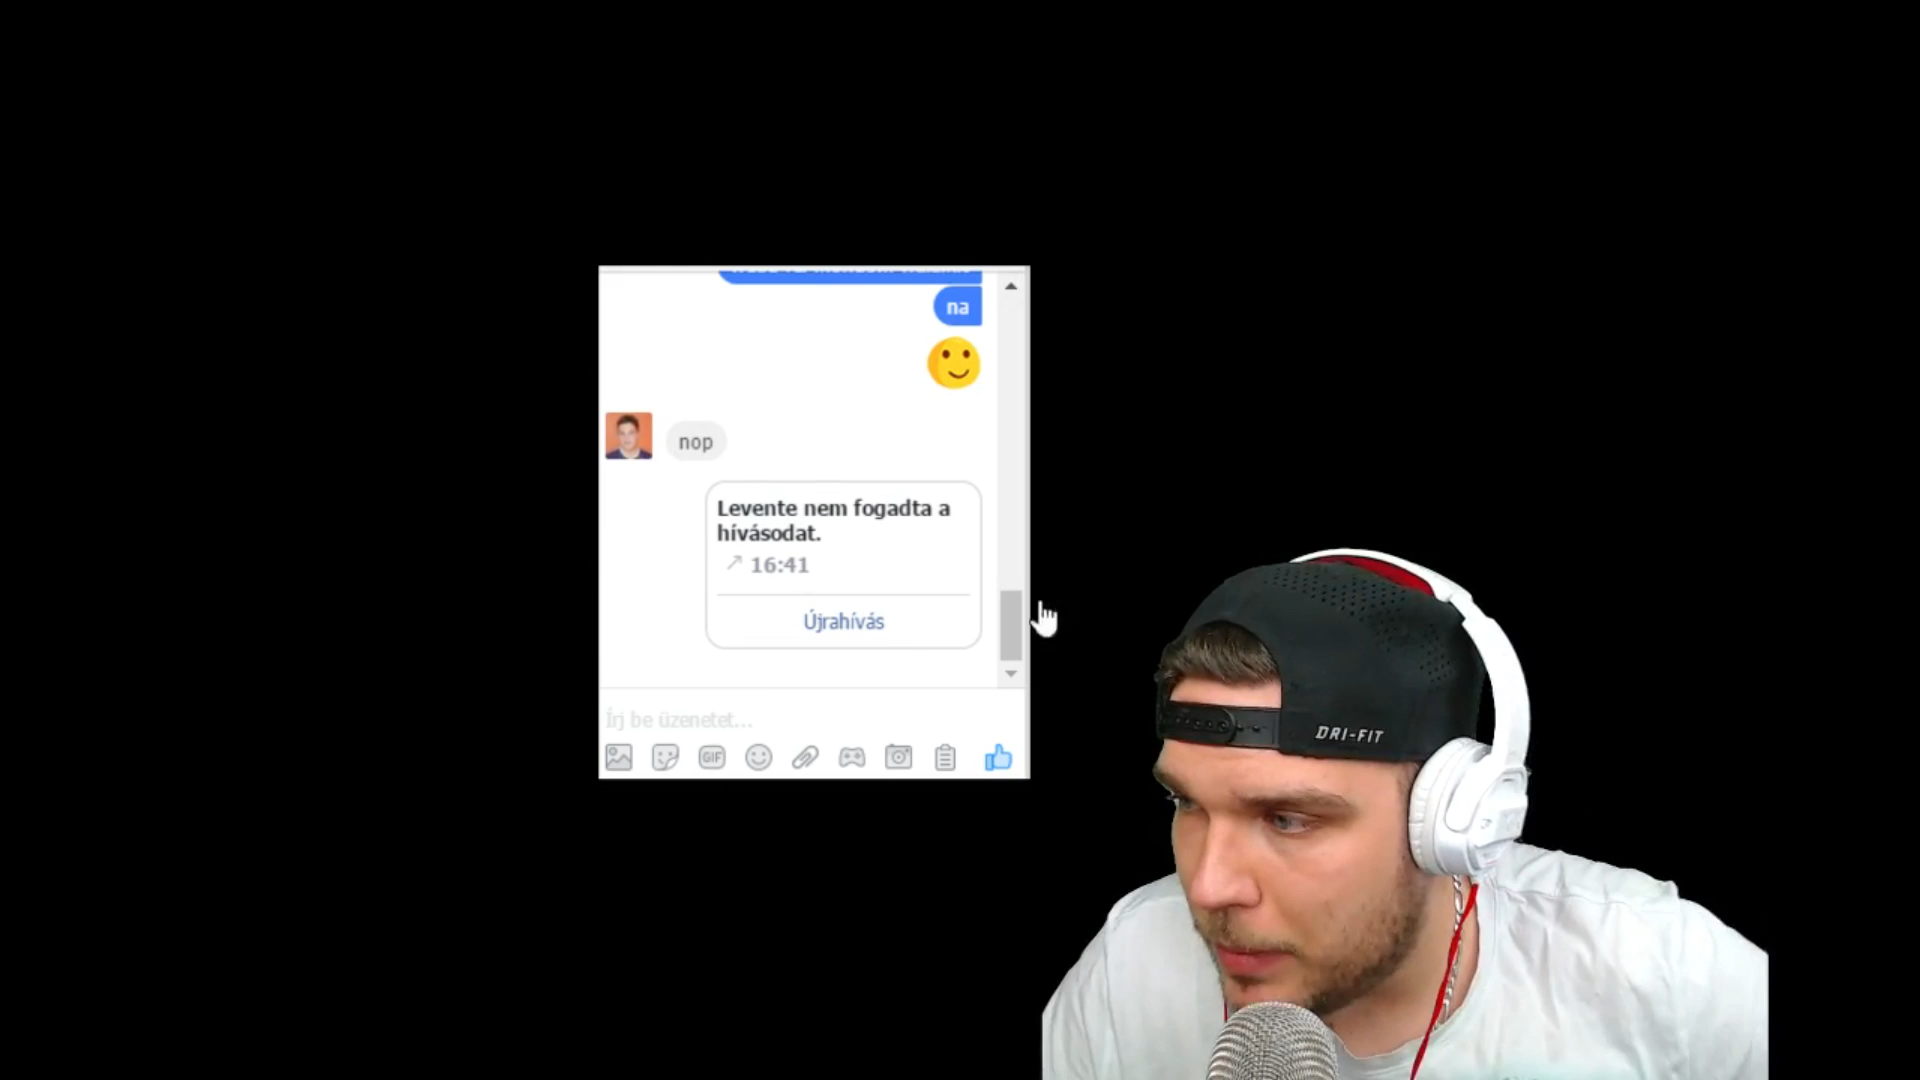 na
nop
Levente nem fogadta a
hívásodat.
16:41
Újrahívás
Írj be üzenetet...
GIF
DRI-FIT